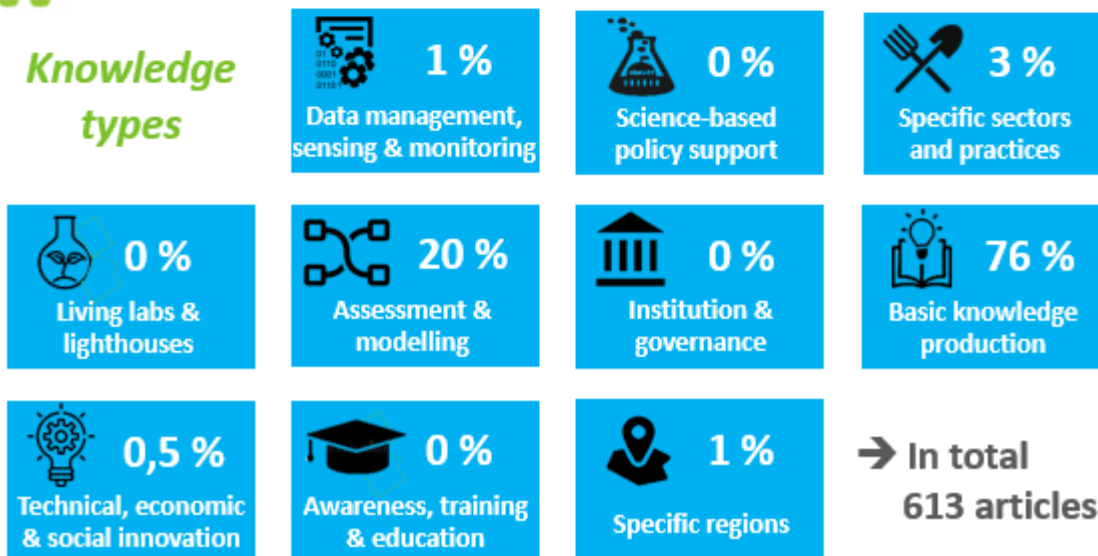 Knowledge
types
1 %
Data management,
sensing & monitoring
0 %
Science-based
policy support
3 %
Specific sectors
and practices
0 %
Living labs &
lighthouses
20 %
Assessment &
modelling
0 %
Institution &
governance
76 %
Basic knowledge
production
0,5 %
Technical, economic
& social innovation
0 %
Awareness, training
& education
1 %
Specific regions
→ In total
613 articles